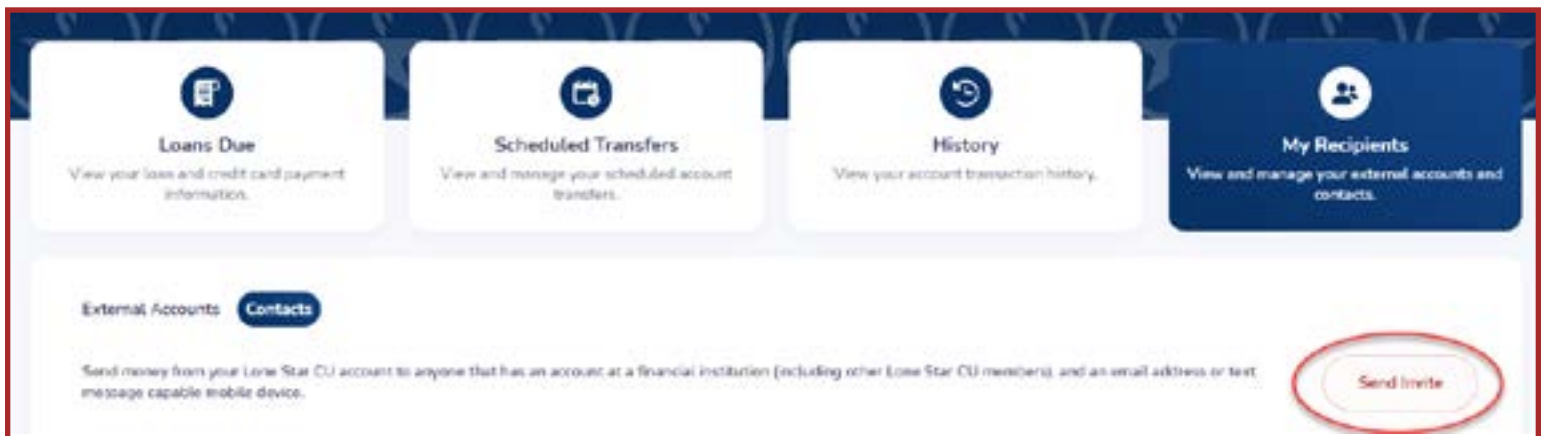 Loans Due
View your loan and credit card payment
information.
Scheduled Transfers
View and manage your scheduled account
transfers.
History
View your account transaction history.
My Recipients
View and manage your external accounts and
contacts.
External Accounts Contacts
Send money from your Lone Star CU account to anyone that has an account at a financial institution (including other Lone Star CU members), and an email address or text
message capable mobile device.
Send Invite